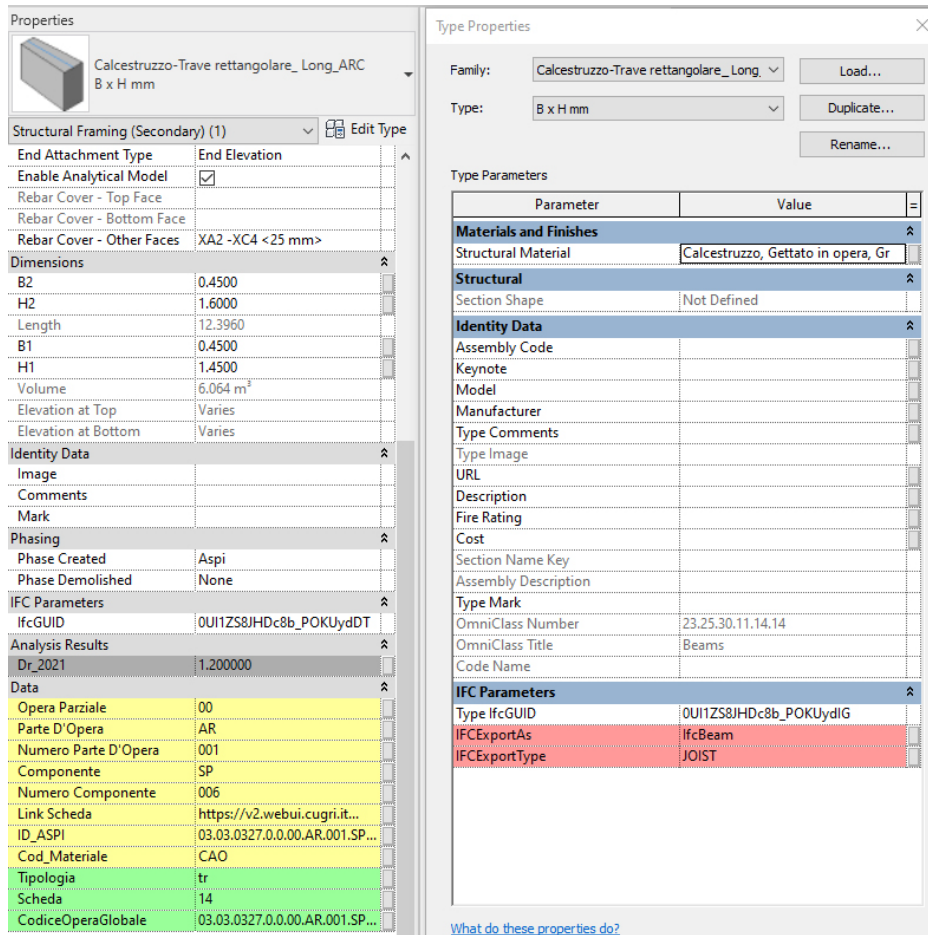 Properties
Calcestruzzo-Trave rettangolare_ Long_ARC
B x H mm
Structural Framing (Secondary) (1)
Edit Type
End Attachment Type End Elevation
Enable Analytical Model
Rebar Cover - Top Face
Rebar Cover - Bottom Face
Rebar Cover - Other Faces XA2 -XC4 <25 mm>
Dimensions
B2 0.4500
H2 1.6000
Length 12.3960
B1 0.4500
H1 1.4500
Volume 6.064 m³
Elevation at Top Varies
Elevation at Bottom Varies
Identity Data
Image
Comments
Mark
Phasing
Phase Created Aspi
Phase Demolished None
IFC Parameters
IfcGUID 0UI1ZS8JHDc8b_POKUydDT
Analysis Results
Dr_2021 1.200000
Data
Opera Parziale 00
Parte D'Opera AR
Numero Parte D'Opera 001
Componente SP
Numero Componente 006
Link Scheda https://v2.webui.cugri.it...
ID_ASPI 03.03.0327.0.0.00.AR.001.SP...
Cod_Materiale CAO
Tipologia tr
Scheda 14
CodiceOperaGlobale 03.03.0327.0.0.00.AR.001.SP...
Type Properties
Family: Calcestruzzo-Trave rettangolare_ Long_ Load...
Type: B x H mm Duplicate...
Rename...
Type Parameters
Parameter Value =
Materials and Finishes
Structural Material Calcestruzzo, Gettato in opera, Gr
Structural
Section Shape Not Defined
Identity Data
Assembly Code
Keynote
Model
Manufacturer
Type Comments
Type Image
URL
Description
Fire Rating
Cost
Section Name Key
Assembly Description
Type Mark
OmniClass Number 23.25.30.11.14.14
OmniClass Title Beams
Code Name
IFC Parameters
Type IfcGUID 0UI1ZS8JHDc8b_POKUydIG
IFCExportAs IfcBeam
IFCExportType JOIST
What do these properties do?